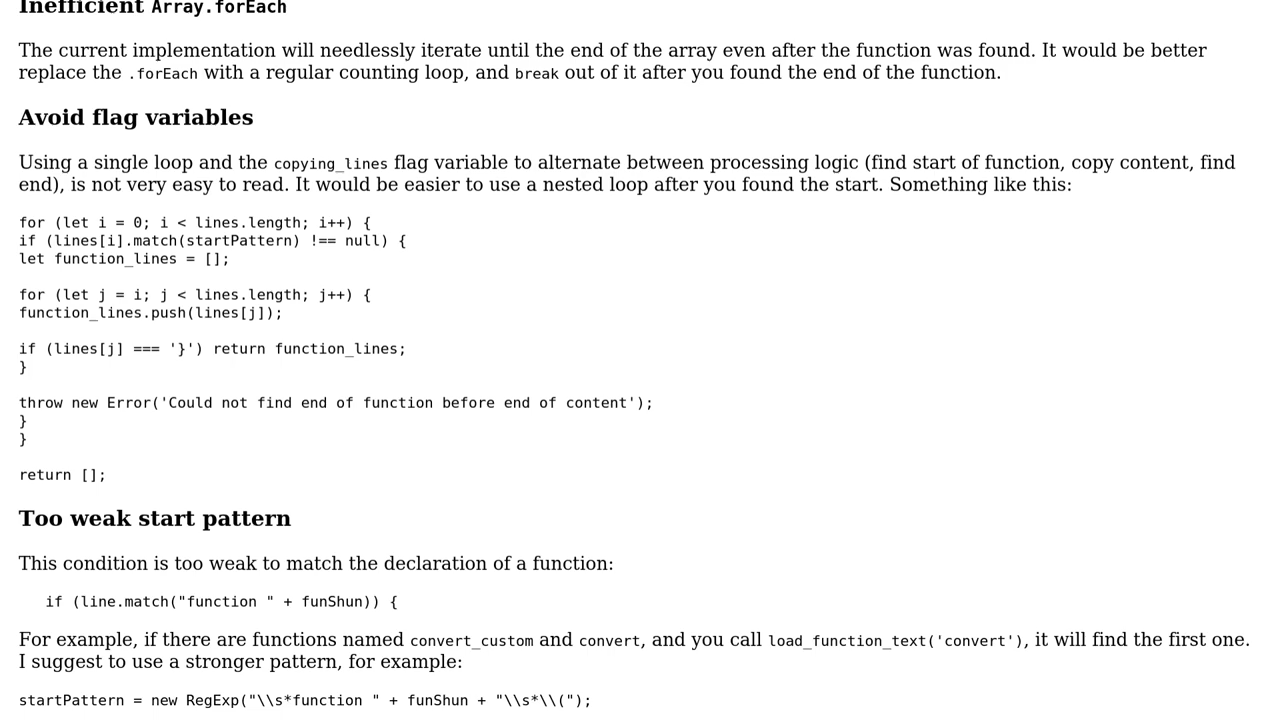 Inefficient Array.forEach
The current implementation will needlessly iterate until the end of the array even after the function was found. It would be better
replace the .forEach with a regular counting loop, and break out of it after you found the end of the function.
Avoid flag variables
Using a single loop and the copying_lines flag variable to alternate between processing logic (find start of function, copy content, find
end), is not very easy to read. It would be easier to use a nested loop after you found the start. Something like this:
for (let i = 0; i < lines.length; i++) {
if (lines[i].match(startPattern) !== null) {
let function_lines = [];
for (let j = i; j < lines.length; j++) {
function_lines.push(lines[j]);
if (lines[j] === '}') return function_lines;
}
throw new Error('Could not find end of function before end of content');
}
}
return [];
Too weak start pattern
This condition is too weak to match the declaration of a function:
if (line.match("function " + funShun)) {
For example, if there are functions named convert_custom and convert, and you call load_function_text('convert'), it will find the first one.
I suggest to use a stronger pattern, for example:
startPattern = new RegExp("\\s*function " + funShun + "\\s*\\(");